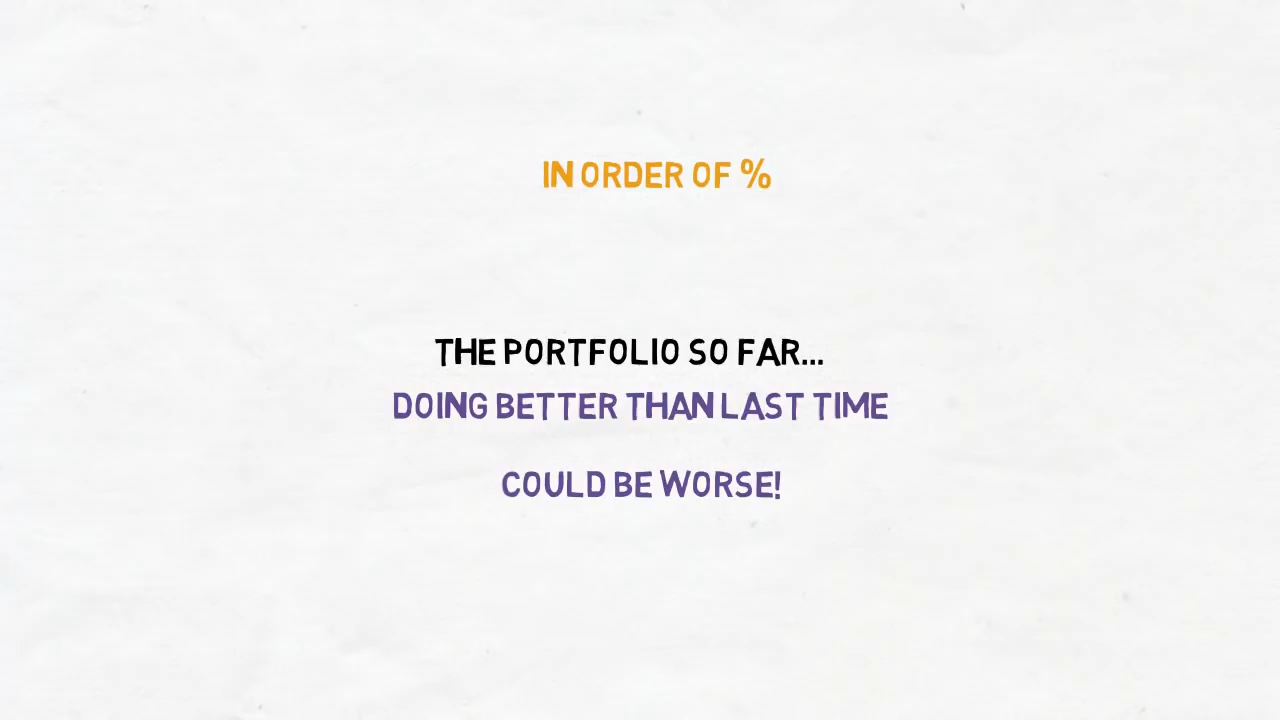 IN ORDER OF %
THE PORTFOLIO SO FAR...
DOING BETTER THAN LAST TIME
COULD BE WORSE!